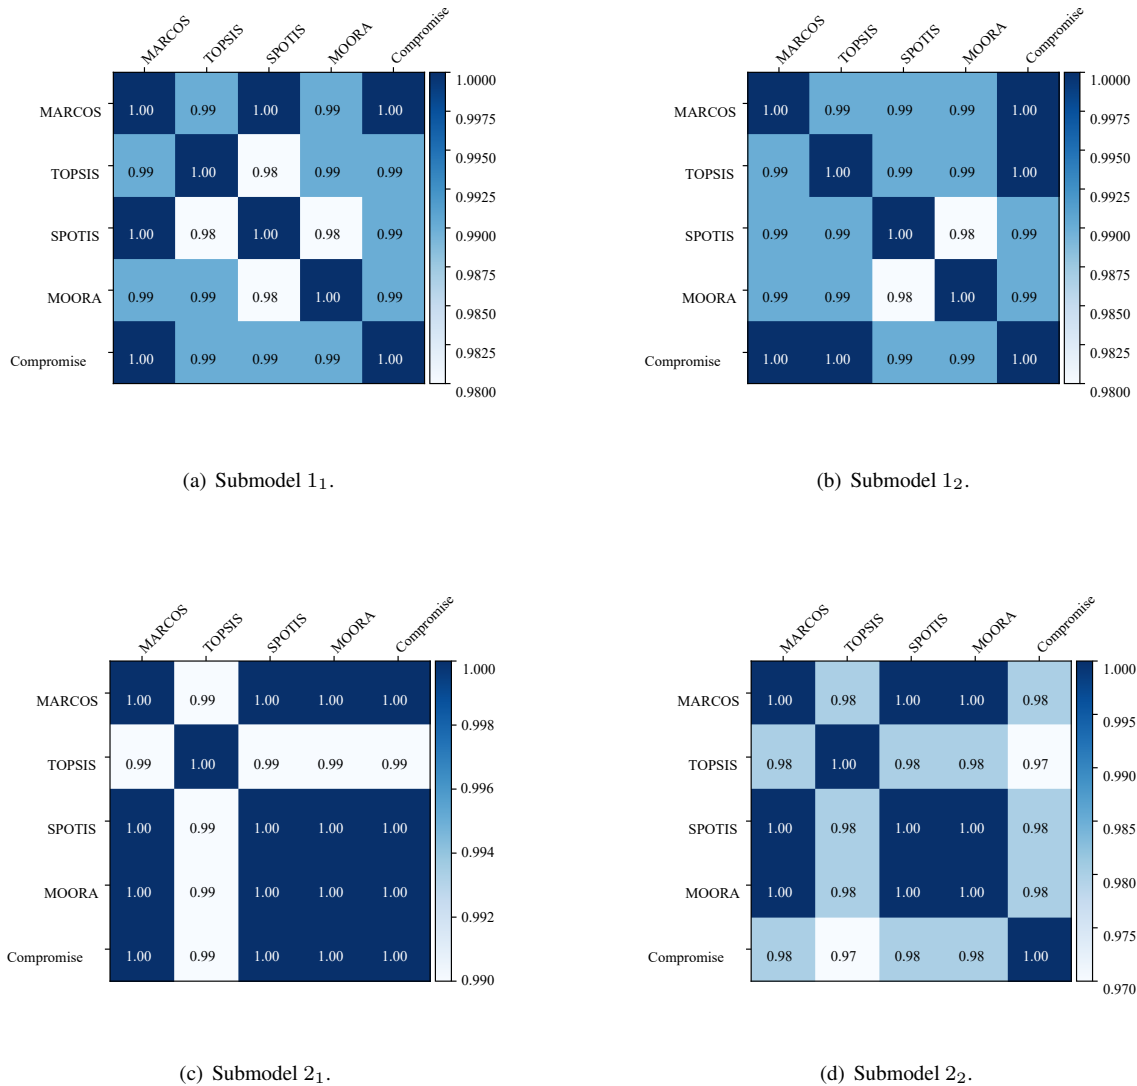 MARCOS TOPSIS SPOTIS MOORA Compromise
MARCOS 1.00 0.99 1.00 0.99 1.00
TOPSIS 0.99 1.00 0.98 0.99 0.99
SPOTIS 1.00 0.98 1.00 0.98 0.99
MOORA 0.99 0.99 0.98 1.00 0.99
Compromise 1.00 0.99 0.99 0.99 1.00
1.0000
0.9975
0.9950
0.9925
0.9900
0.9875
0.9850
0.9825
0.9800
(a) Submodel 1₁.
MARCOS TOPSIS SPOTIS MOORA Compromise
MARCOS 1.00 0.99 0.99 0.99 1.00
TOPSIS 0.99 1.00 0.99 0.99 1.00
SPOTIS 0.99 0.99 1.00 0.98 0.99
MOORA 0.99 0.99 0.98 1.00 0.99
Compromise 1.00 1.00 0.99 0.99 1.00
1.0000
0.9975
0.9950
0.9925
0.9900
0.9875
0.9850
0.9825
0.9800
(b) Submodel 1₂.
MARCOS TOPSIS SPOTIS MOORA Compromise
MARCOS 1.00 0.99 1.00 1.00 1.00
TOPSIS 0.99 1.00 0.99 0.99 0.99
SPOTIS 1.00 0.99 1.00 1.00 1.00
MOORA 1.00 0.99 1.00 1.00 1.00
Compromise 1.00 0.99 1.00 1.00 1.00
1.000
0.998
0.996
0.994
0.992
0.990
(c) Submodel 2₁.
MARCOS TOPSIS SPOTIS MOORA Compromise
MARCOS 1.00 0.98 1.00 1.00 0.98
TOPSIS 0.98 1.00 0.98 0.98 0.97
SPOTIS 1.00 0.98 1.00 1.00 0.98
MOORA 1.00 0.98 1.00 1.00 0.98
Compromise 0.98 0.97 0.98 0.98 1.00
1.000
0.995
0.990
0.985
0.980
0.975
0.970
(d) Submodel 2₂.